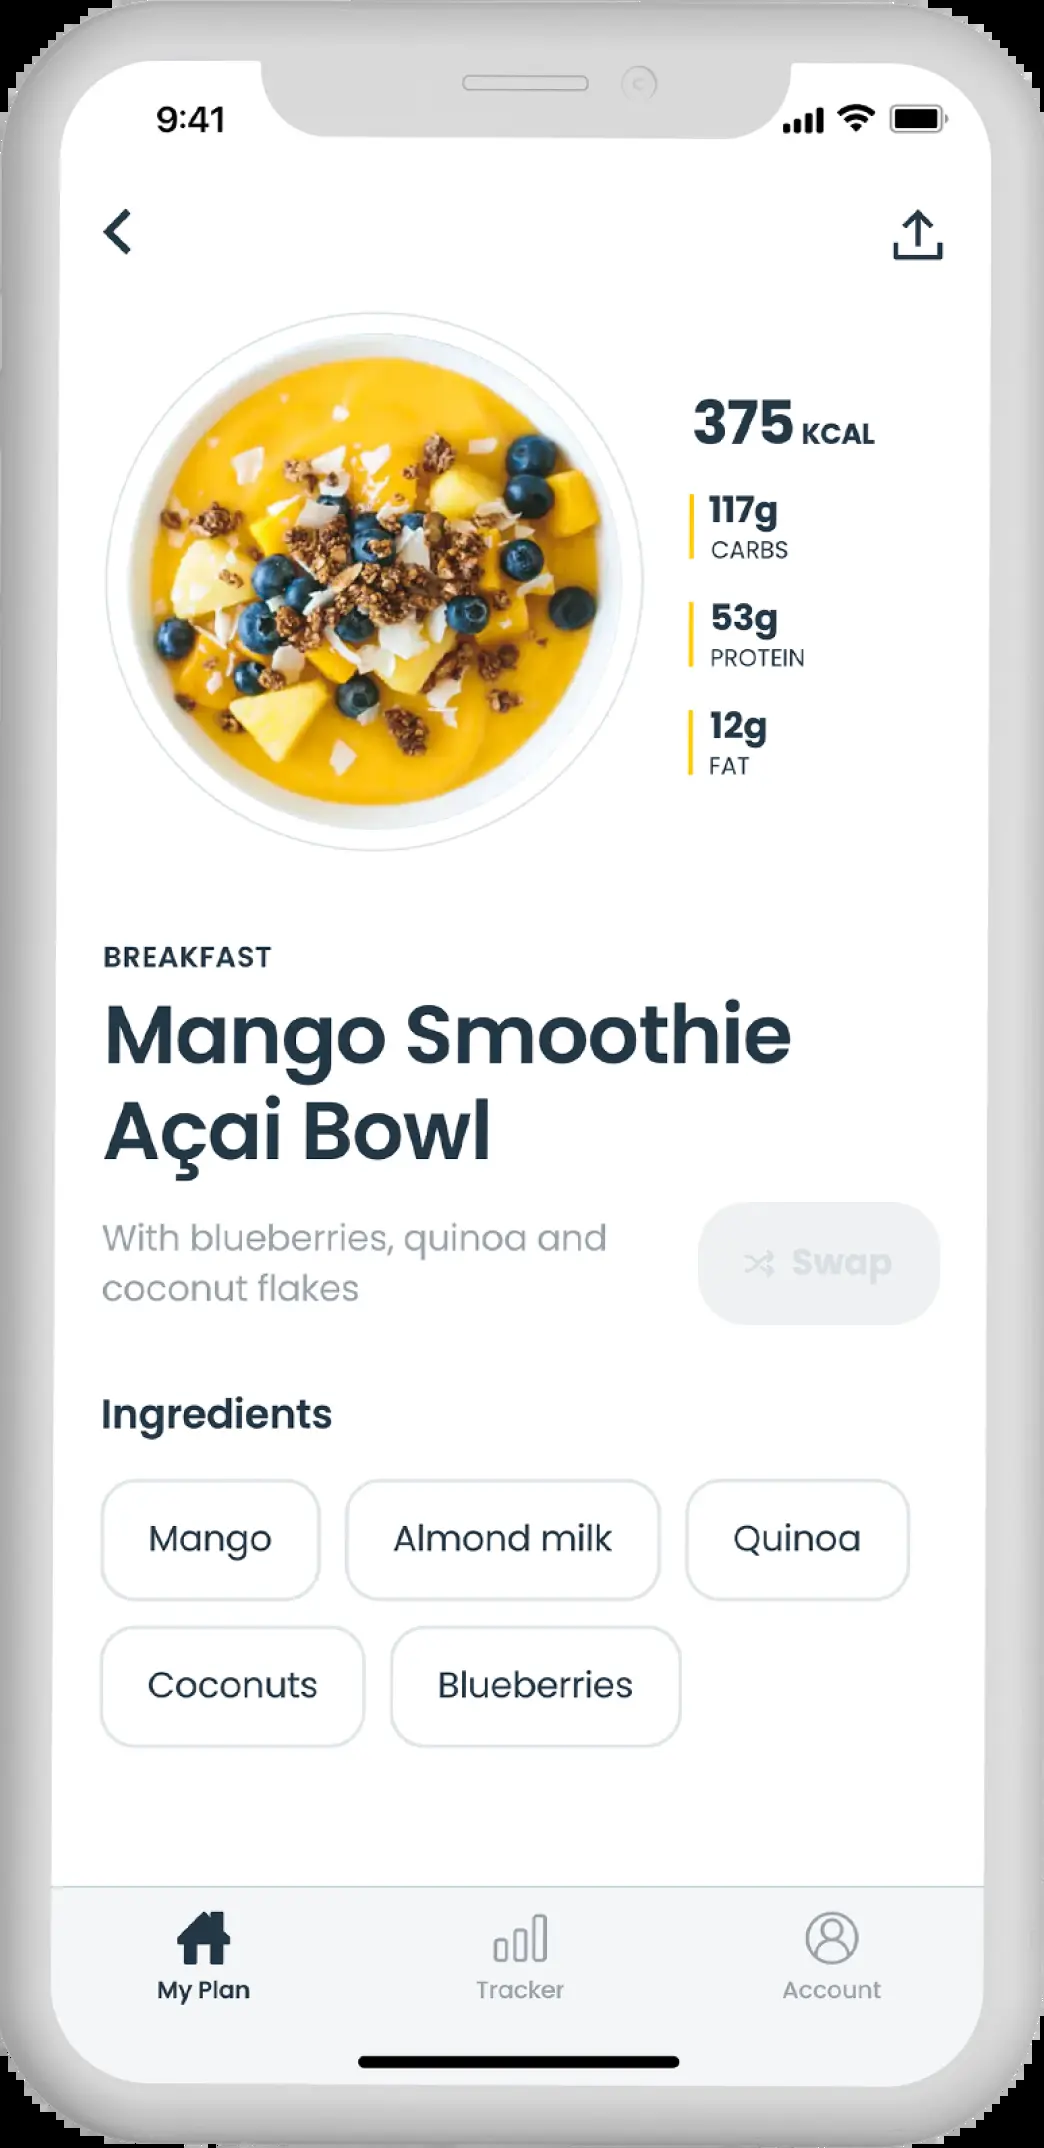 9:41
375 KCAL
117g
CARBS
53g
PROTEIN
12g
FAT
BREAKFAST
Mango Smoothie
Açai Bowl
With blueberries, quinoa and
coconut flakes
Swap
Ingredients
Mango
Almond milk
Quinoa
Coconuts
Blueberries
My Plan
Tracker
Account